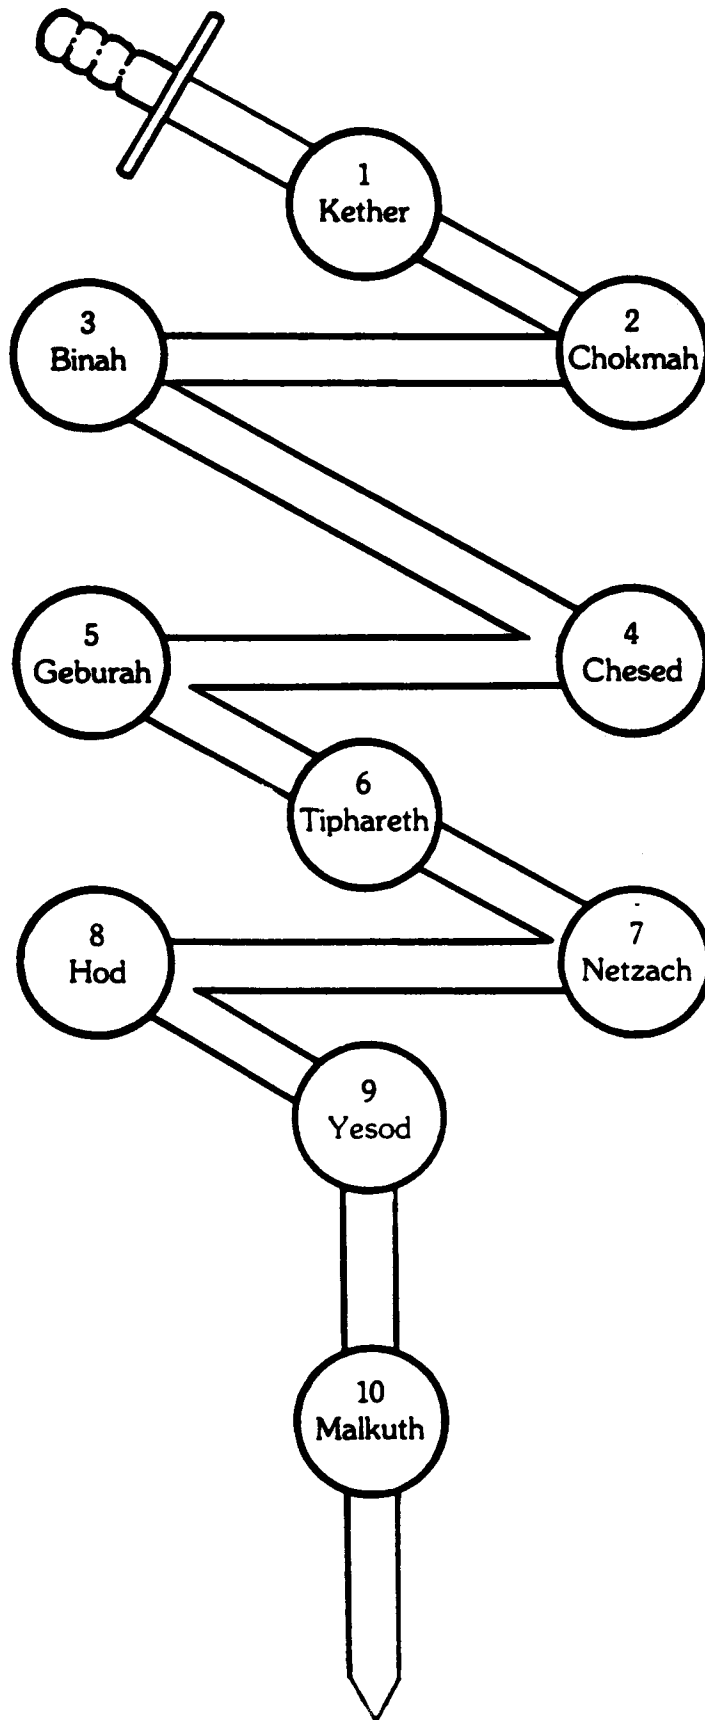 1
Kether
2
Chokmah
3
Binah
4
Chesed
5
Geburah
6
Tiphareth
7
Netzach
8
Hod
9
Yesod
10
Malkuth